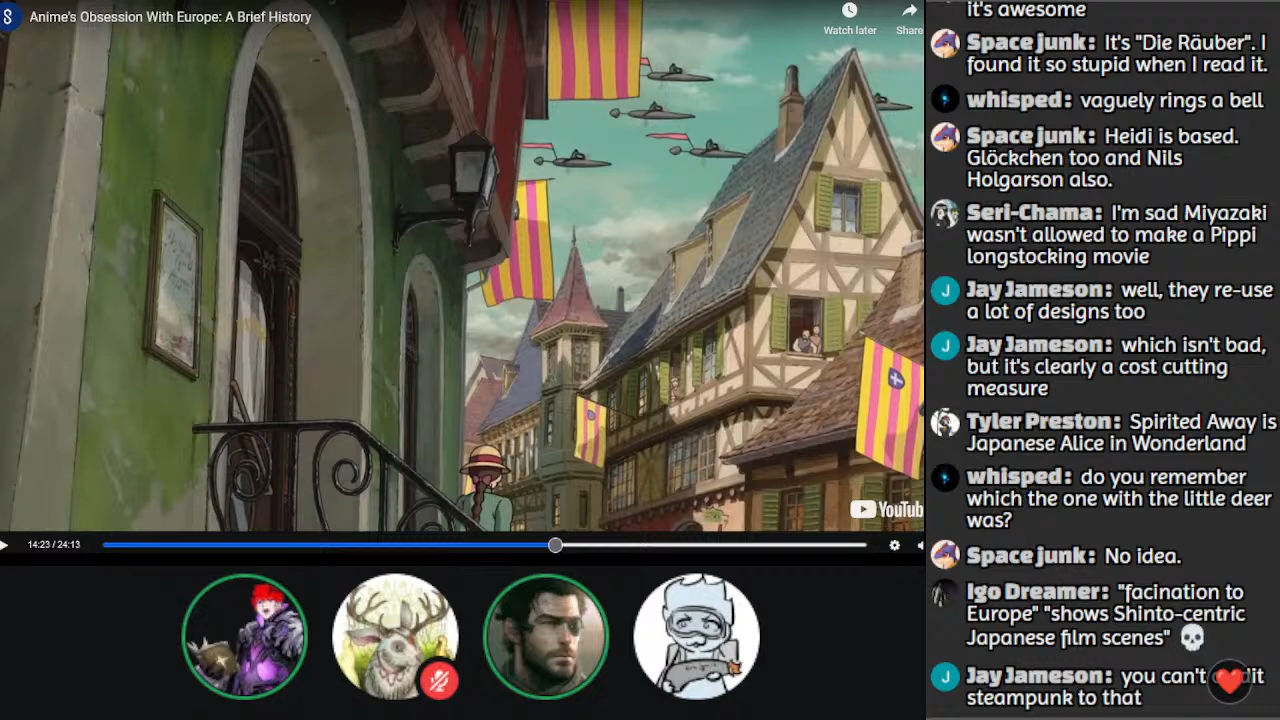 Anime's Obsession With Europe: A Brief History
Watch later
Share
YouTub
14:23 / 24:13
it's awesome
Space junk: It's "Die Räuber". I
found it so stupid when I read it.
whisped: vaguely rings a bell
Space junk: Heidi is based.
Glöckchen too and Nils
Holgarson also.
Seri-Chama: I'm sad Miyazaki
wasn't allowed to make a Pippi
longstocking movie
Jay Jameson: well, they re-use
a lot of designs too
Jay Jameson: which isn't bad,
but it's clearly a cost cutting
measure
Tyler Preston: Spirited Away is
Japanese Alice in Wonderland
whisped: do you remember
which the one with the little deer
was?
Space junk: No idea.
Igo Dreamer: "facination to
Europe" "shows Shinto-centric
Japanese film scenes" 💀
Jay Jameson: you can't
steampunk to that